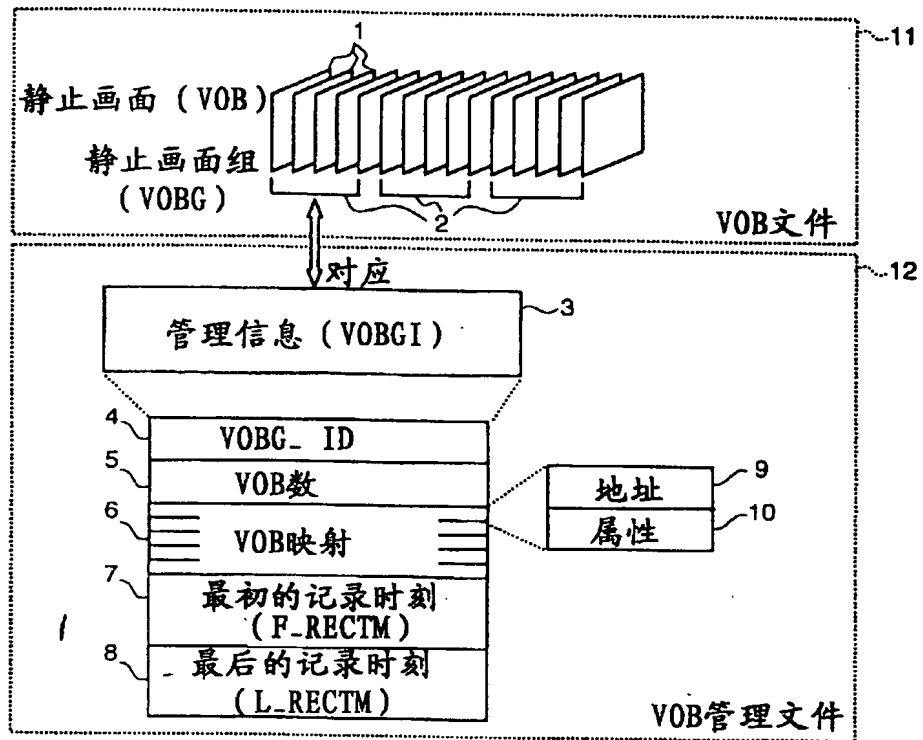 1
11
静止画面(VOB)
静止画面组
(VOBG)
2
VOB文件
对应
12
3
管理信息(VOBGI)
4
VOBG_ ID
5
VOB数
9
地址
6
VOB映射
10
属性
7
最初的记录时刻
(F_RECTM)
8
最后的记录时刻
(L_RECTM)
VOB管理文件